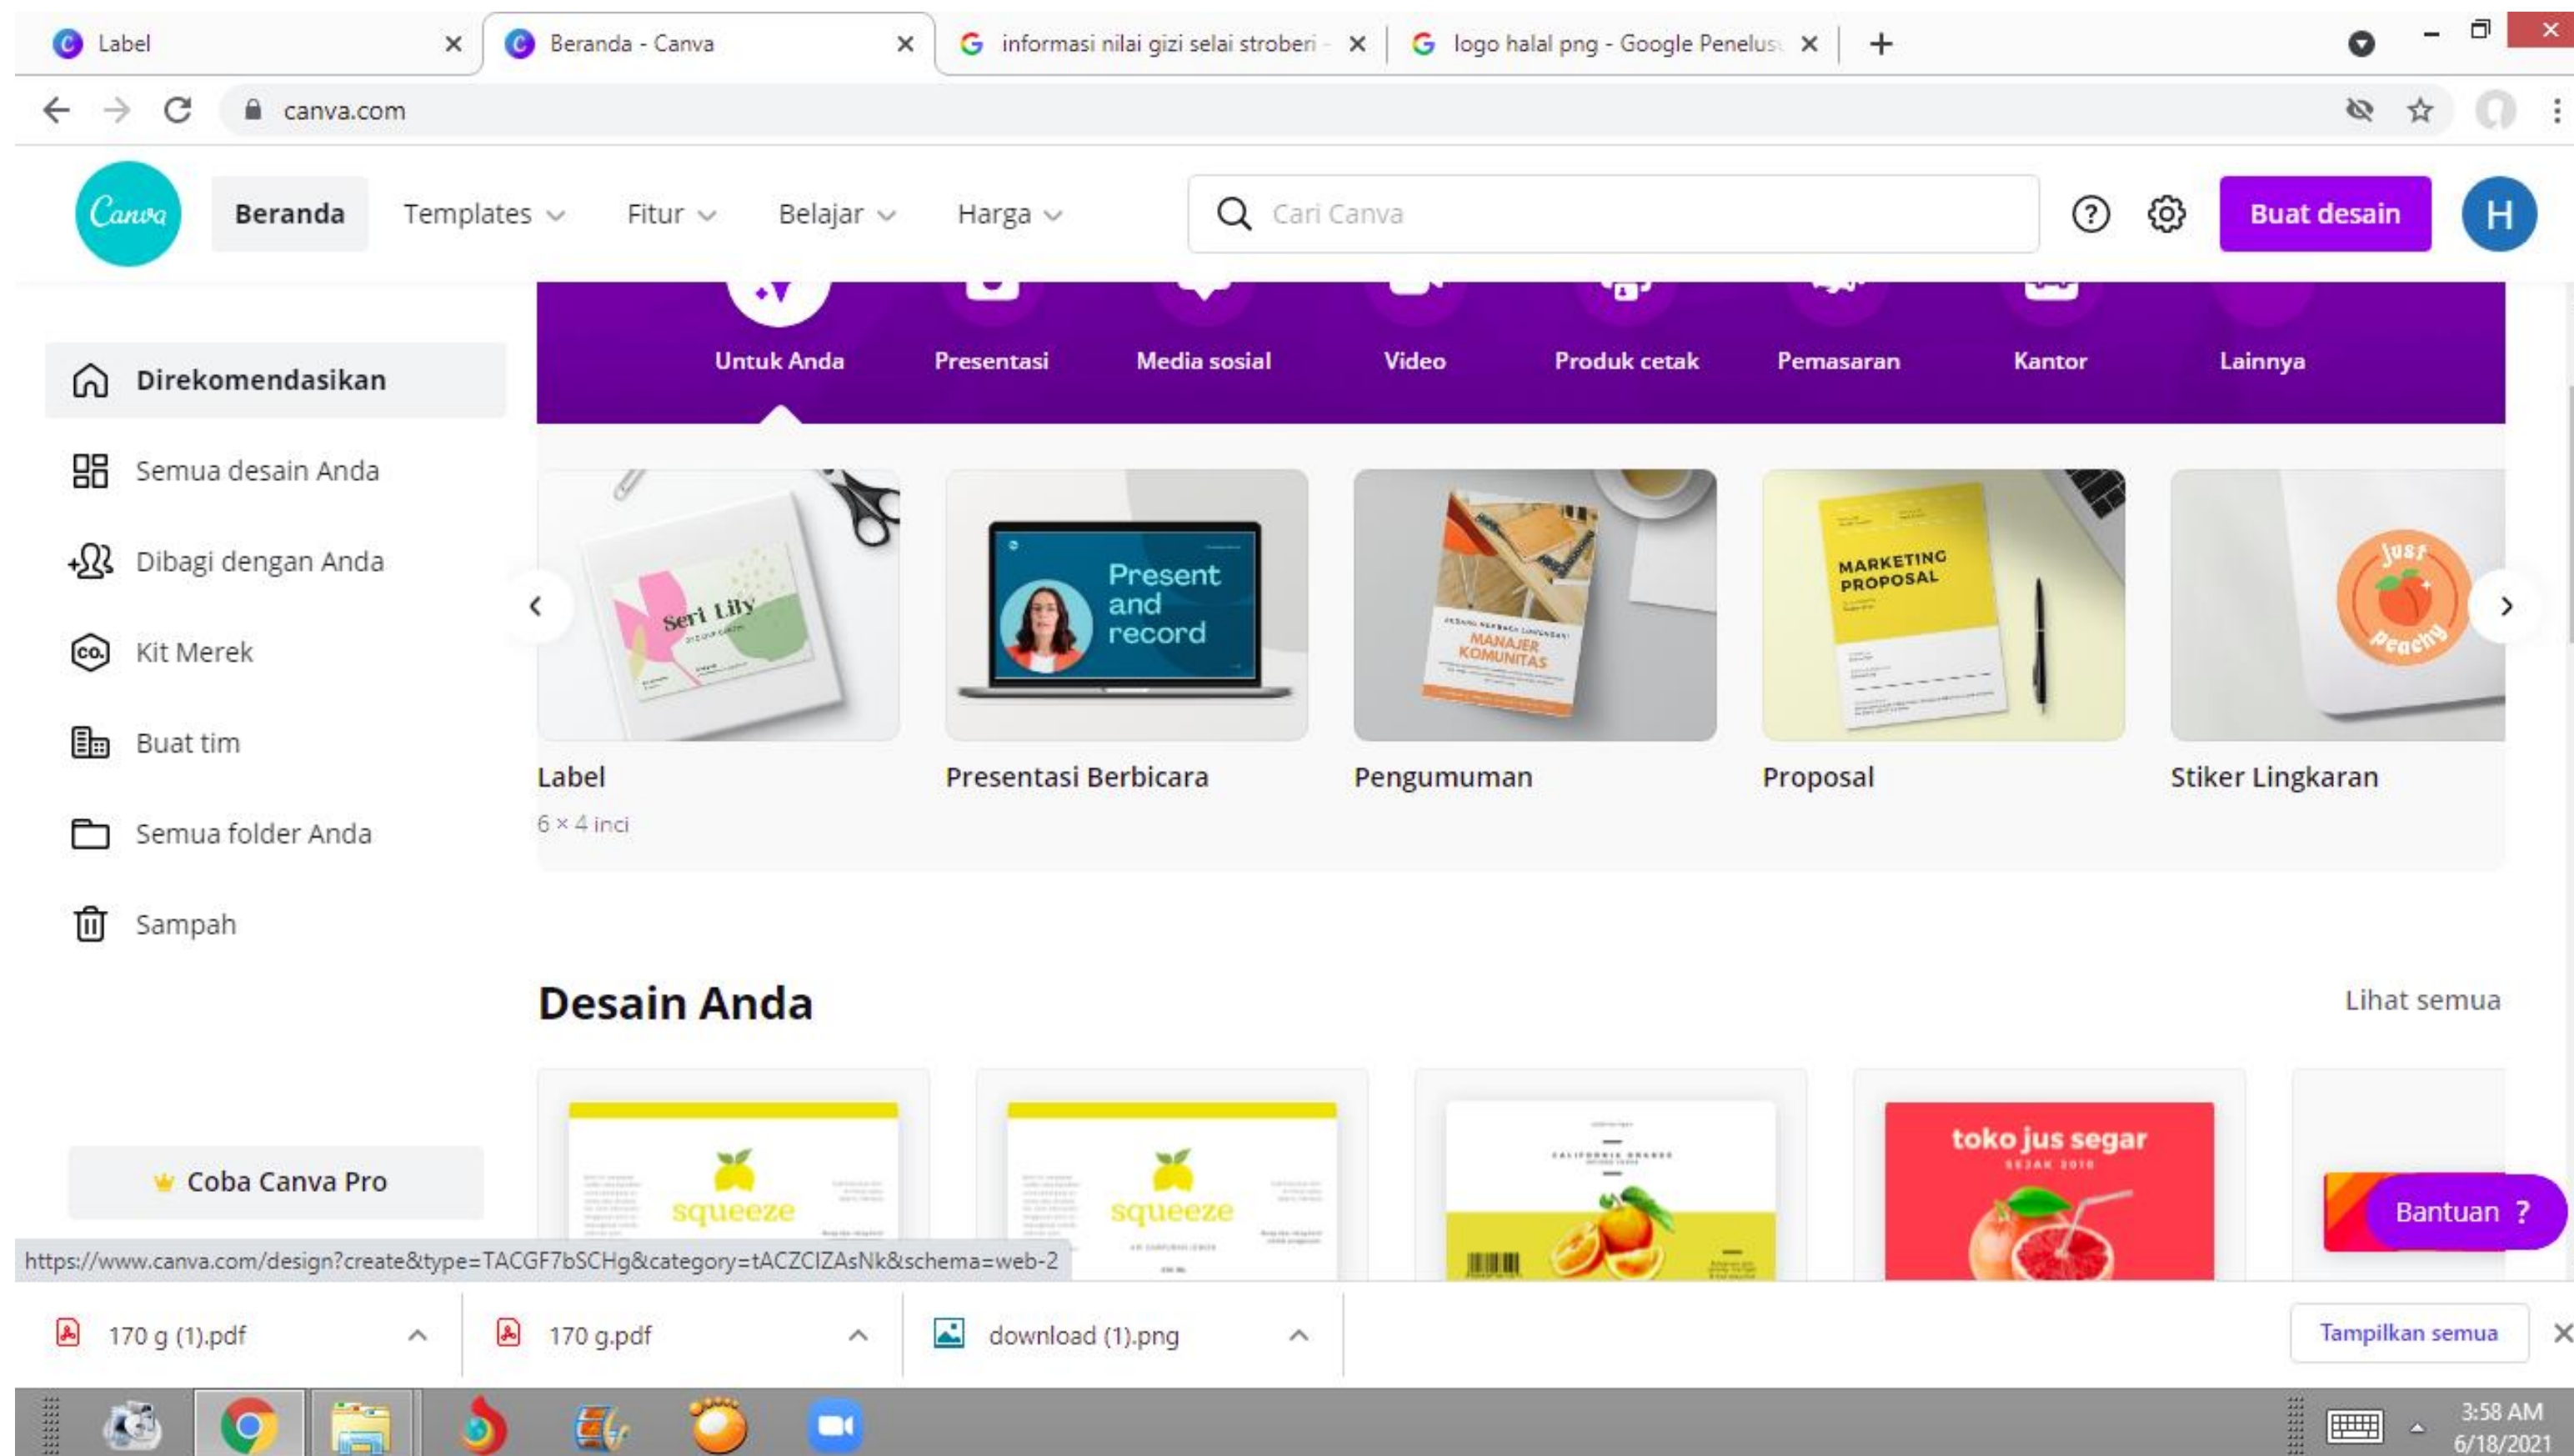 Label
Beranda - Canva
informasi nilai gizi selai stroberi -
logo halal png - Google Penelus
canva.com
Canva
Beranda
Templates
Fitur
Belajar
Harga
Cari Canva
Buat desain
H
Untuk Anda
Presentasi
Media sosial
Video
Produk cetak
Pemasaran
Kantor
Lainnya
Direkomendasikan
Semua desain Anda
Dibagi dengan Anda
Kit Merek
Buat tim
Semua folder Anda
Sampah
Coba Canva Pro
CO.
Seri Lily
Present
and
record
MANAJER
KOMUNITAS
MARKETING
PROPOSAL
just
peachy
Label
6 × 4 inci
Presentasi Berbicara
Pengumuman
Proposal
Stiker Lingkaran
Desain Anda
Lihat semua
squeeze
squeeze
CALIFORNIA ORANGE
toko jus segar
SEJAK 2010
Bantuan ?
https://www.canva.com/design?create&type=TACGF7bSCHg&category=tACZCIZAsNk&schema=web-2
170 g (1).pdf
170 g.pdf
download (1).png
Tampilkan semua
3:58 AM
6/18/2021